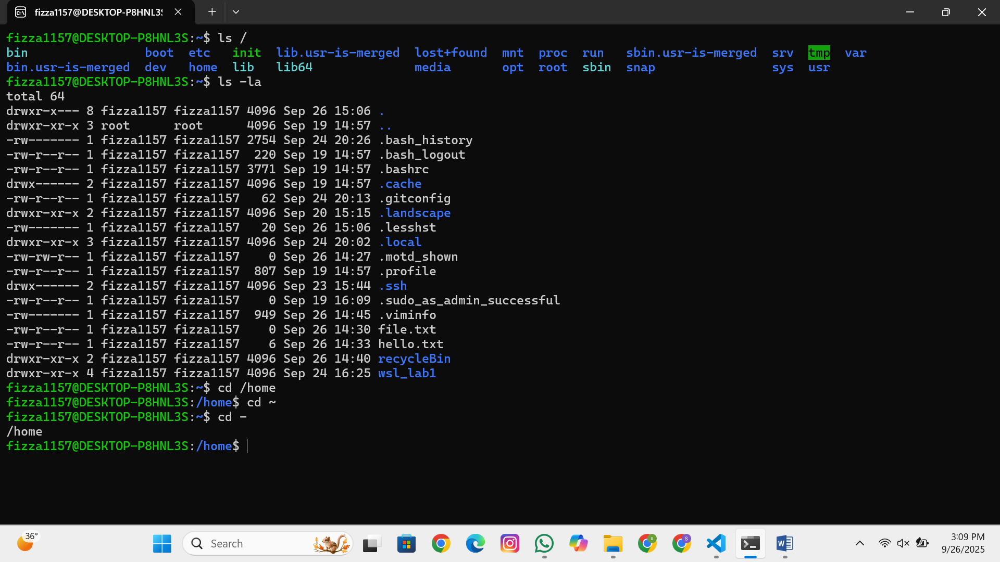 fizza1157@DESKTOP-P8HNL3S
fizza1157@DESKTOP-P8HNL3S:~$ ls /
bin                boot  etc   init  lib.usr-is-merged  lost+found  mnt  proc  run   sbin.usr-is-merged  srv  tmp  var
bin.usr-is-merged  dev   home  lib   lib64              media       opt  root  sbin  snap                sys  usr
fizza1157@DESKTOP-P8HNL3S:~$ ls -la
total 64
drwxr-x--- 8 fizza1157 fizza1157 4096 Sep 26 15:06 .
drwxr-xr-x 3 root      root      4096 Sep 19 14:57 ..
-rw------- 1 fizza1157 fizza1157 2754 Sep 24 20:26 .bash_history
-rw-r--r-- 1 fizza1157 fizza1157  220 Sep 19 14:57 .bash_logout
-rw-r--r-- 1 fizza1157 fizza1157 3771 Sep 19 14:57 .bashrc
drwx------ 2 fizza1157 fizza1157 4096 Sep 19 14:57 .cache
-rw-r--r-- 1 fizza1157 fizza1157   62 Sep 24 20:13 .gitconfig
drwxr-xr-x 2 fizza1157 fizza1157 4096 Sep 20 15:15 .landscape
-rw------- 1 fizza1157 fizza1157   20 Sep 26 15:06 .lesshst
drwxr-xr-x 3 fizza1157 fizza1157 4096 Sep 24 20:02 .local
-rw-rw-r-- 1 fizza1157 fizza1157    0 Sep 26 14:27 .motd_shown
-rw-r--r-- 1 fizza1157 fizza1157  807 Sep 19 14:57 .profile
drwx------ 2 fizza1157 fizza1157 4096 Sep 23 15:44 .ssh
-rw-r--r-- 1 fizza1157 fizza1157    0 Sep 19 16:09 .sudo_as_admin_successful
-rw------- 1 fizza1157 fizza1157  949 Sep 26 14:45 .viminfo
-rw-r--r-- 1 fizza1157 fizza1157    0 Sep 26 14:30 file.txt
-rw-r--r-- 1 fizza1157 fizza1157    6 Sep 26 14:33 hello.txt
drwxr-xr-x 2 fizza1157 fizza1157 4096 Sep 26 14:40 recycleBin
drwxr-xr-x 4 fizza1157 fizza1157 4096 Sep 24 16:25 wsl_lab1
fizza1157@DESKTOP-P8HNL3S:~$ cd /home
fizza1157@DESKTOP-P8HNL3S:/home$ cd ~
fizza1157@DESKTOP-P8HNL3S:~$ cd -
/home
fizza1157@DESKTOP-P8HNL3S:/home$
36°
Search
3:09 PM
9/26/2025